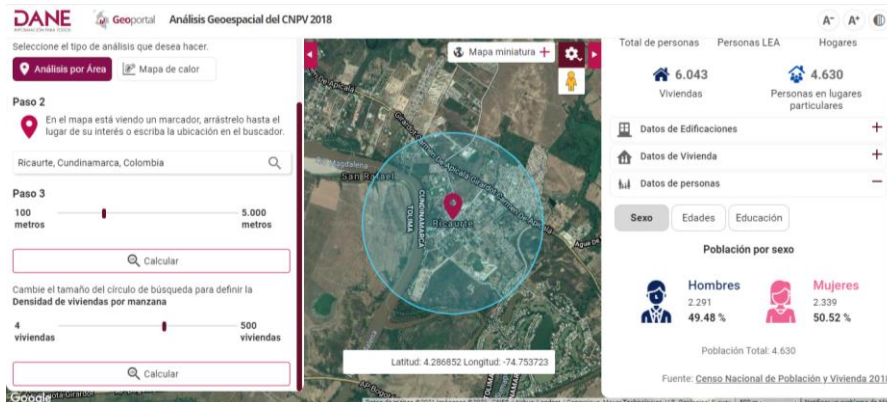 DANE
INFORMACIÓN PARA TODOS
Geoportal
Análisis Geoespacial del CNPV 2018
A-
A+
Seleccione el tipo de análisis que desea hacer.
Análisis por Área
Mapa de calor
Paso 2
En el mapa está viendo un marcador, arrástrelo hasta el
lugar de su interés o escriba la ubicación en el buscador.
Ricaurte, Cundinamarca, Colombia
Paso 3
100
metros
5.000
metros
Calcular
Cambie el tamaño del círculo de búsqueda para definir la
Densidad de viviendas por manzana
4
viviendas
500
viviendas
Calcular
Google
Mapa miniatura
San Rafael
CUNDINAMARCA
TOLIMA
Ricaurte
Agua de
Latitud: 4.286852 Longitud: -74.753723
Total de personas
Personas LEA
Hogares
6.043
Viviendas
4.630
Personas en lugares
particulares
Datos de Edificaciones
Datos de Vivienda
Datos de personas
Sexo
Edades
Educación
Población por sexo
Hombres
2.291
49.48 %
Mujeres
2.339
50.52 %
Población Total: 4.630
Fuente: Censo Nacional de Población y Vivienda 2018